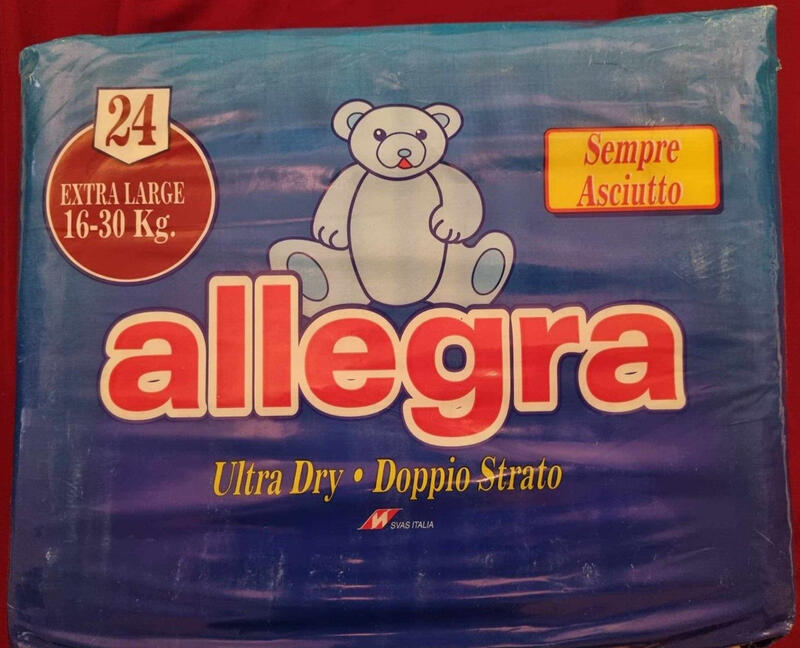 24
EXTRA LARGE
16-30 Kg.
Sempre
Asciutto
allegra
Ultra Dry • Doppio Strato
SVAS ITALIA